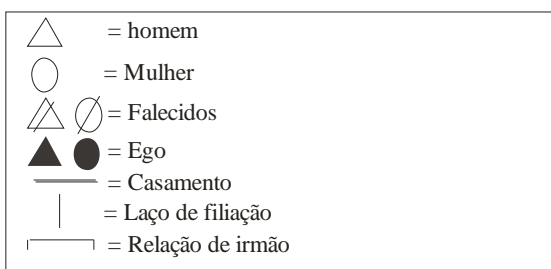 = homem
= Mulher
= Falecidos
= Ego
= Casamento
= Laço de filiação
= Relação de irmão